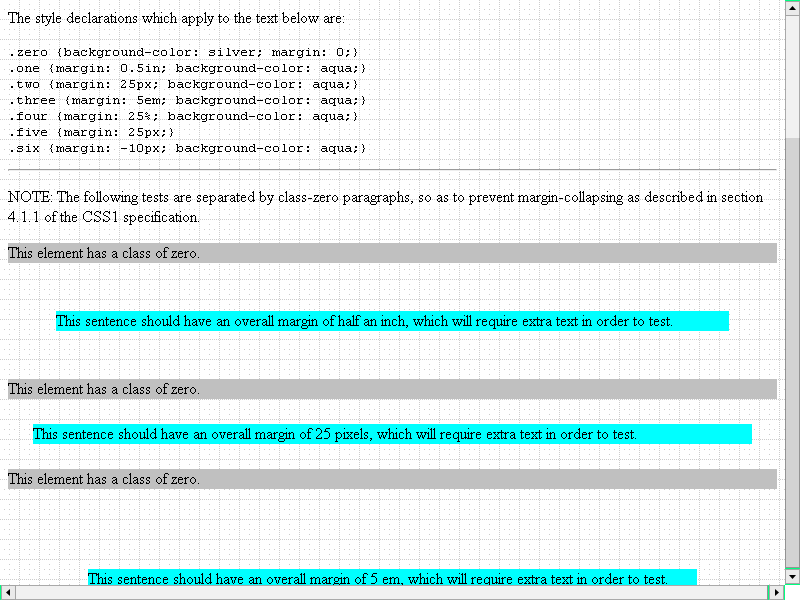 The style declarations which apply to the text below are:
.zero {background-color: silver; margin: 0;}
.one {margin: 0.5in; background-color: aqua;}
.two {margin: 25px; background-color: aqua;}
.three {margin: 5em; background-color: aqua;}
.four {margin: 25%; background-color: aqua;}
.five {margin: 25px;}
.six {margin: -10px; background-color: aqua;}
NOTE: The following tests are separated by class-zero paragraphs, so as to prevent margin-collapsing as described in section
4.1.1 of the CSS1 specification.
This element has a class of zero.
This sentence should have an overall margin of half an inch, which will require extra text in order to test.
This element has a class of zero.
This sentence should have an overall margin of 25 pixels, which will require extra text in order to test.
This element has a class of zero.
This sentence should have an overall margin of 5 em, which will require extra text in order to test.